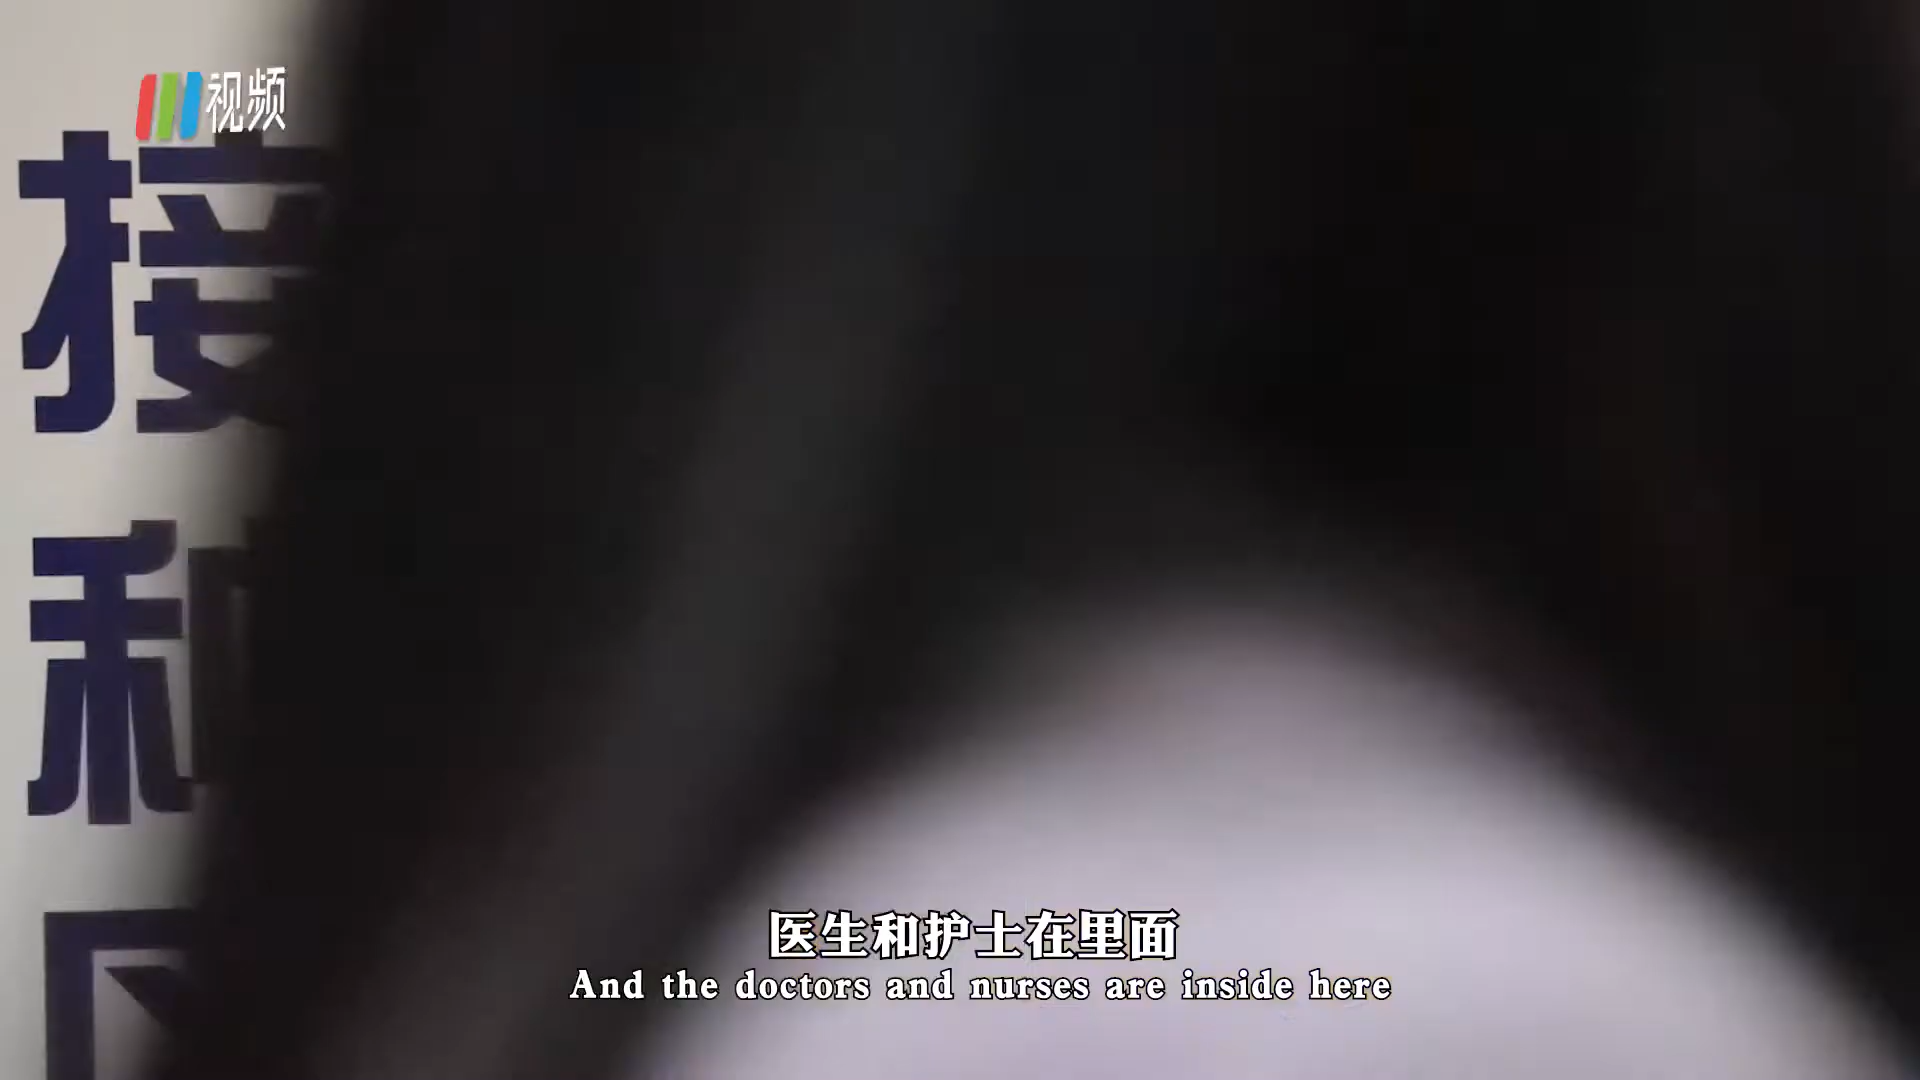 视频
接
和
医生和护士在里面
And the doctors and nurses are inside here